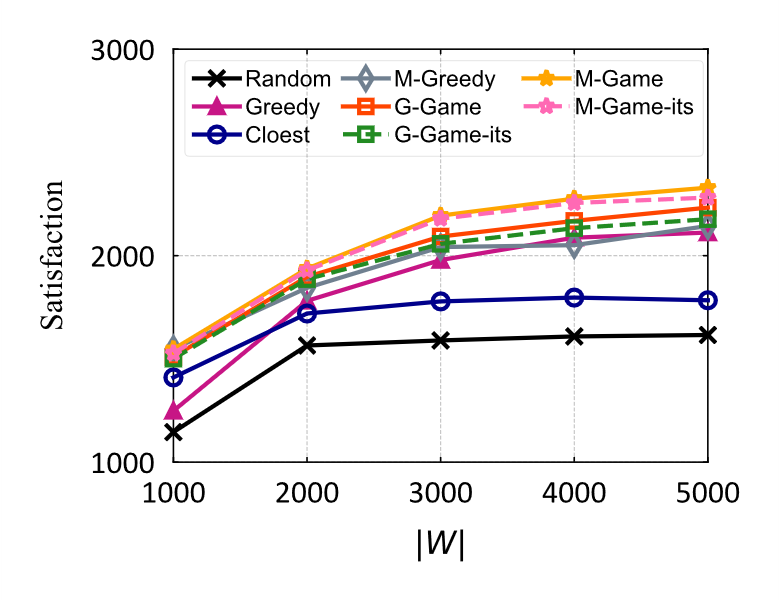 3000
Random M-Greedy M-Game
Greedy G-Game M-Game-its
Cloest G-Game-its
2000
Satisfaction
1000
1000 2000 3000 4000 5000
|W|